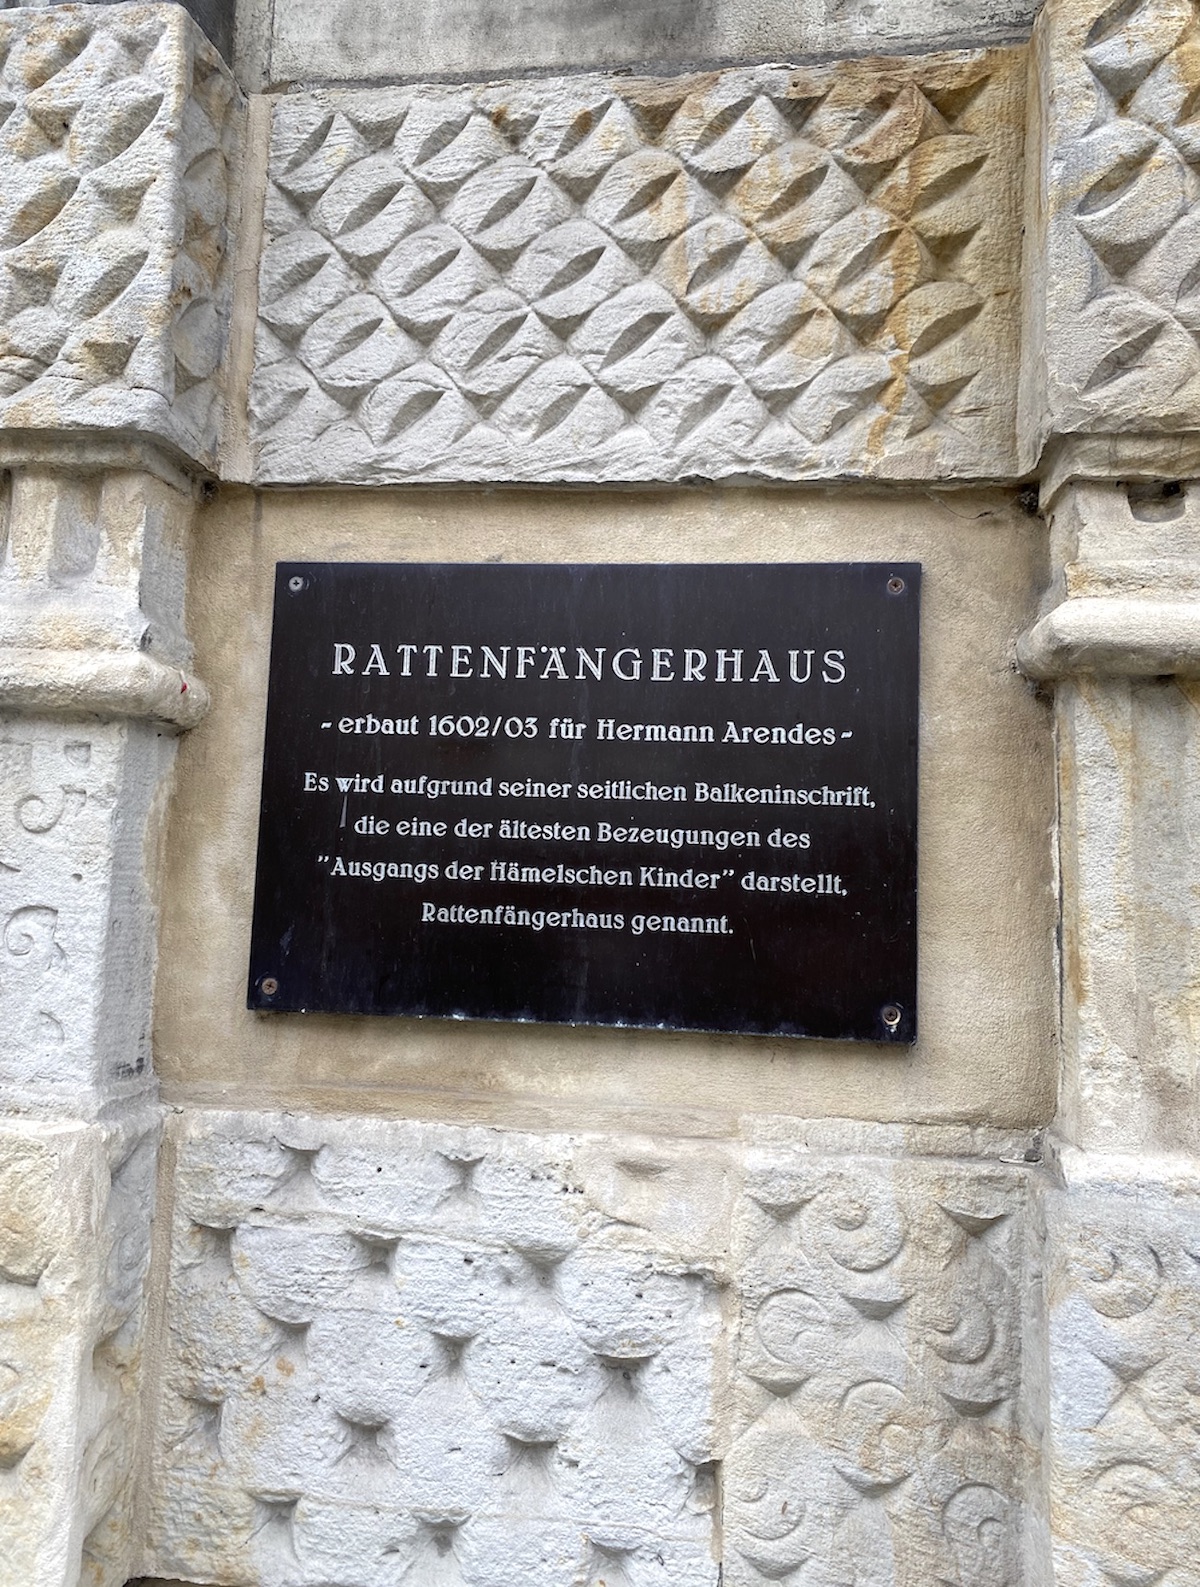 RATTENFÄNGERHAUS
- erbaut 1602/03 für Hermann Arendes -
Es wird aufgrund seiner seitlichen Balkeninschrift,
die eine der ältesten Bezeugungen des
"Ausgangs der Hämelschen Kinder" darstellt,
Rattenfängerhaus genannt.